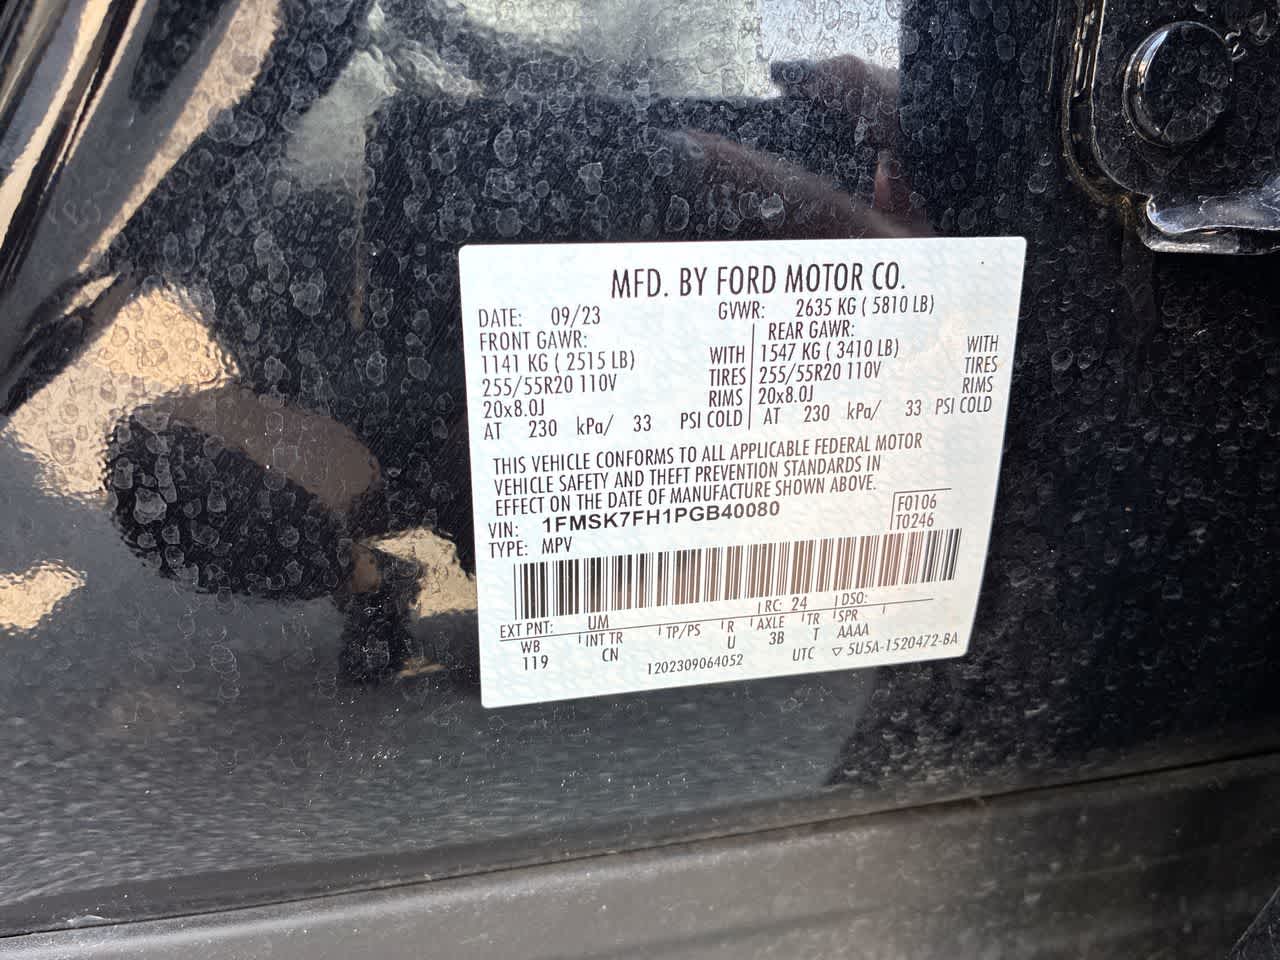 MFD. BY FORD MOTOR CO.
DATE: 09/23 GVWR: 2635 KG ( 5810 LB)
FRONT GAWR: REAR GAWR:
1141 KG ( 2515 LB) WITH 1547 KG ( 3410 LB) WITH
255/55R20 110V TIRES 255/55R20 110V TIRES
20x8.0J RIMS 20x8.0J RIMS
AT 230 kPa/ 33 PSI COLD AT 230 kPa/ 33 PSI COLD
THIS VEHICLE CONFORMS TO ALL APPLICABLE FEDERAL MOTOR
VEHICLE SAFETY AND THEFT PREVENTION STANDARDS IN
EFFECT ON THE DATE OF MANUFACTURE SHOWN ABOVE.
VIN: 1FMSK7FH1PGB40080 F0106
TYPE: MPV T0246
EXT PNT: UM RC: 24 DSO:
WB INT TR TP/PS R AXLE TR SPR
119 CN U 3B T AAAA
1202309064052 UTC ▽ 5U5A-1520472-BA